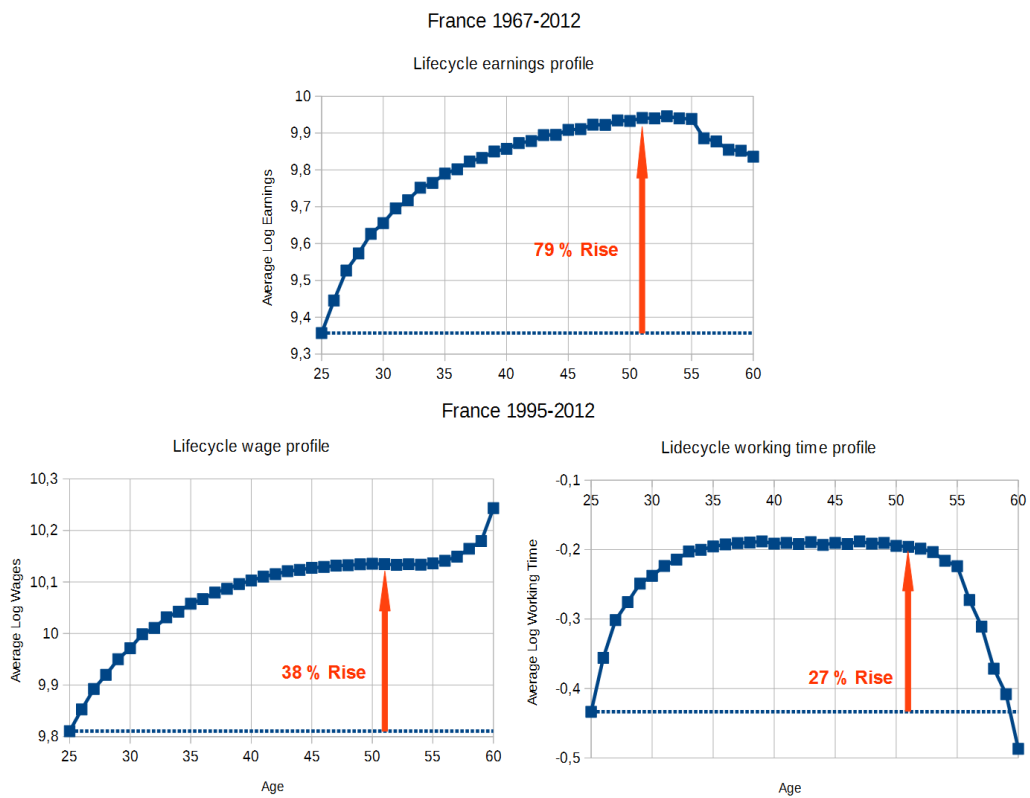 France 1967-2012
Lifecycle earnings profile
10
9,9
9,8
9,7
9,6
9,5
9,4
9,3
Average Log Earnings
79 % Rise
25 30 35 40 45 50 55 60
France 1995-2012
Lifecycle wage profile
10,3
10,2
10,1
10
9,9
9,8
Average Log Wages
38 % Rise
25 30 35 40 45 50 55 60
Age
Lidecycle working time profile
-0,1
-0,2
-0,3
-0,4
-0,5
25 30 35 40 45 50 55 60
Average Log Working Time
27 % Rise
Age